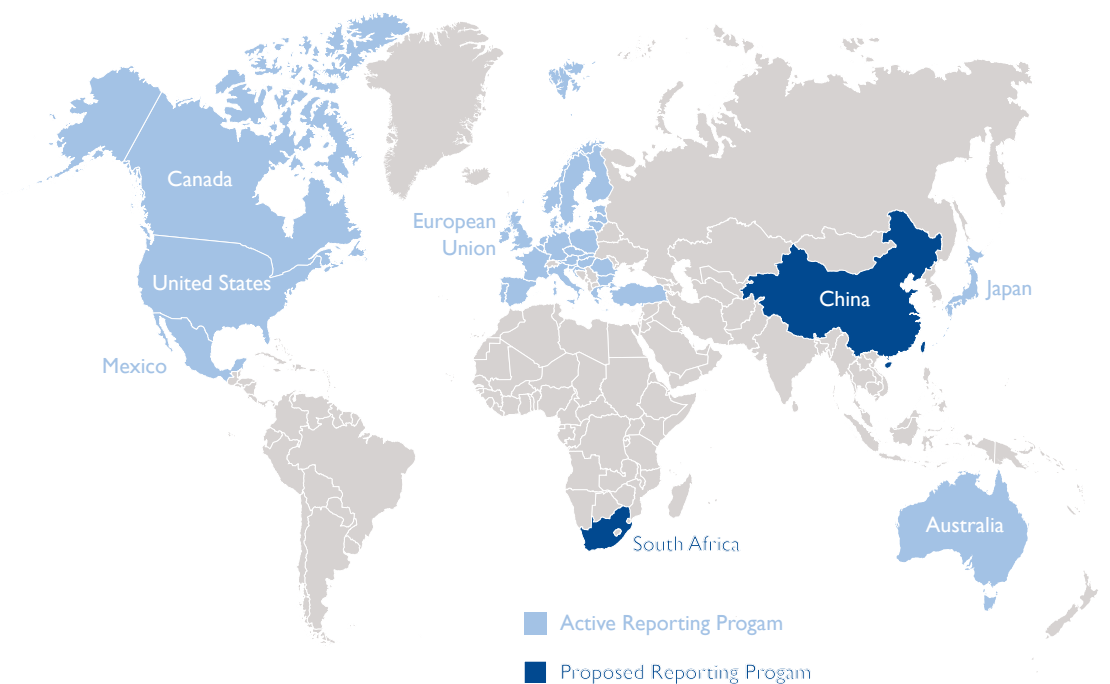 Canada
European
Union
United States
China
Japan
Mexico
Australia
South Africa
Active Reporting Progam
Proposed Reporting Progam